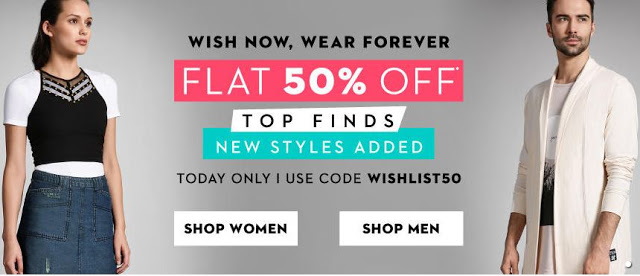 WISH NOW, WEAR FOREVER
FLAT 50% OFF*
TOP FINDS
NEW STYLES ADDED
TODAY ONLY I USE CODE WISHLIST50
SHOP WOMEN
SHOP MEN